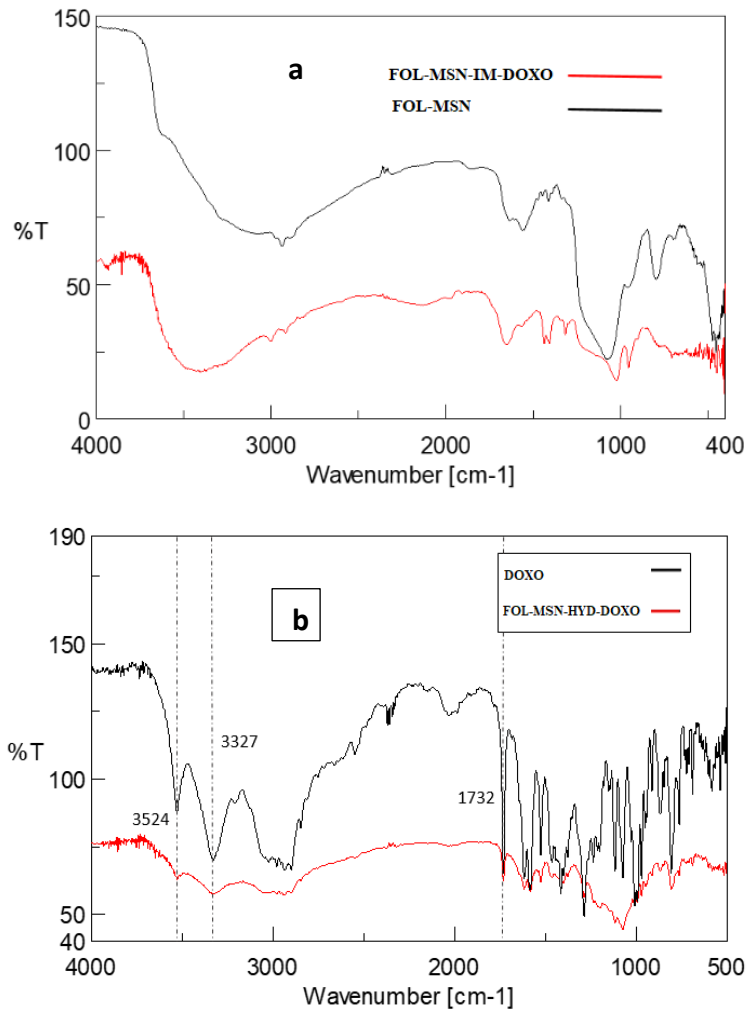 150
a
FOL-MSN-IM-DOXO
FOL-MSN
100
%T
50
0
4000 3000 2000 1000 400
Wavenumber [cm-1]
190
DOXO
b
FOL-MSN-HYD-DOXO
150
3327
%T
100
3524
1732
50
40
4000 3000 2000 1000 500
Wavenumber [cm-1]